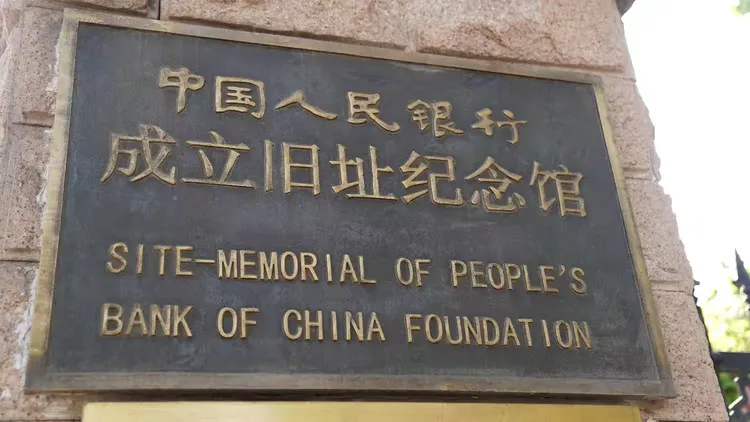 中国人民银行
成立旧址纪念馆
SITE-MEMORIAL OF PEOPLE'S
BANK OF CHINA FOUNDATION